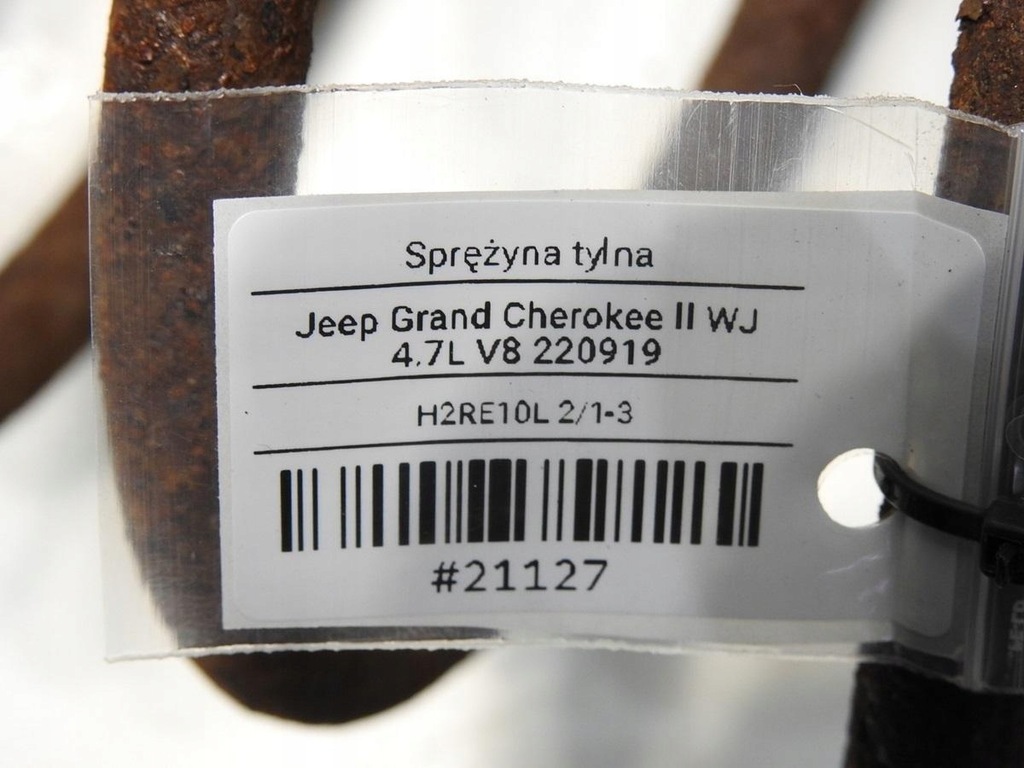 Sprężyna tylna
Jeep Grand Cherokee II WJ
4.7L V8 220919
H2RE10L 2/1-3
#21127